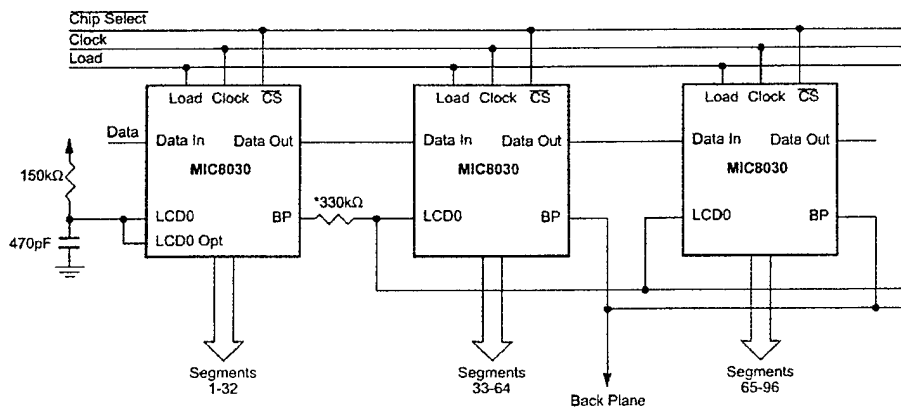 Chip Select
Clock
Load
Load Clock CS
Load Clock CS
Load Clock CS
Data
Data In Data Out
Data In Data Out
Data In Data Out
MIC8030
MIC8030
MIC8030
150kΩ
*330kΩ
LCD0 BP
LCD0 BP
LCD0 BP
470pF
LCD0 Opt
Segments
1-32
Segments
33-64
Back Plane
Segments
65-96